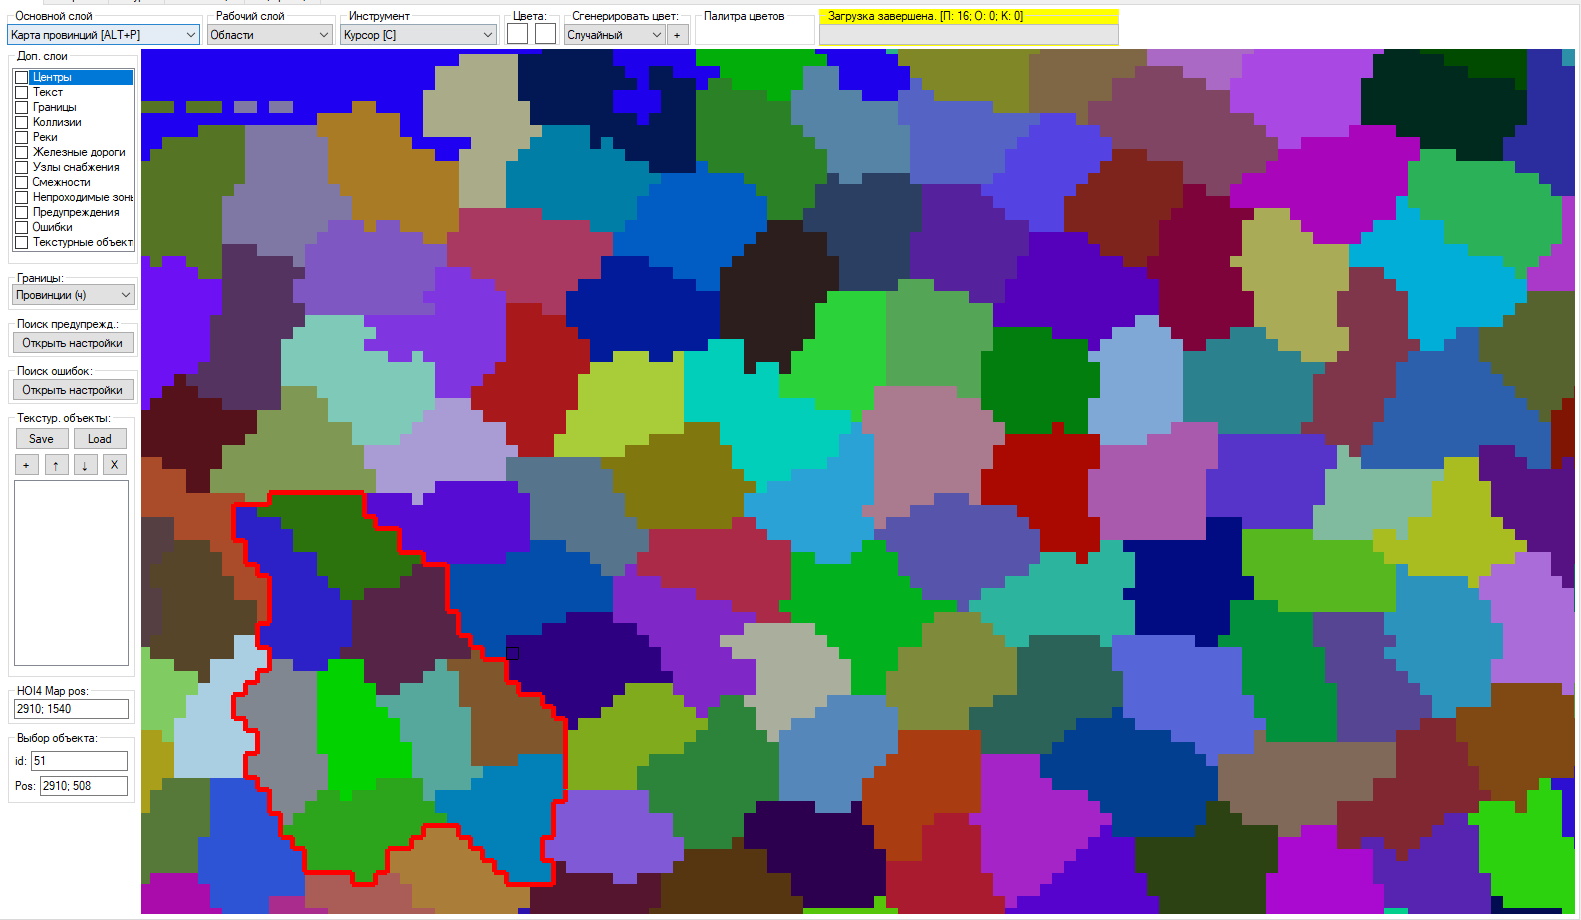 Основной слой
Рабочий слой
Инструмент
Цвета:
Сгенерировать цвет:
Палитра цветов
Загрузка завершена. [П: 16; О: 0; К: 0]
Карта провинций [ALT+P]
Области
Курсор [C]
Случайный
+
Доп. слои
Центры
Текст
Границы
Коллизии
Реки
Железные дороги
Узлы снабжения
Смежности
Непроходимые зоны
Предупреждения
Ошибки
Текстурные объект
Границы:
Провинции (ч)
Поиск предупрежд.:
Открыть настройки
Поиск ошибок:
Открыть настройки
Текстур. объекты:
Save
Load
+
↑
↓
X
HOI4 Map pos:
2910; 1540
Выбор объекта:
id: 51
Pos: 2910; 508